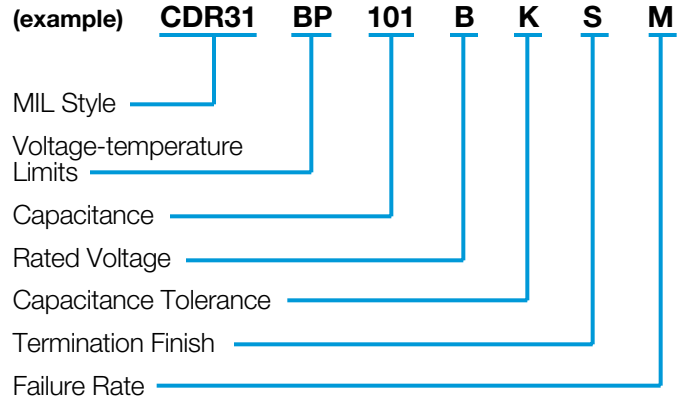 (example) CDR31 BP 101 B K S M
MIL Style
Voltage-temperature
Limits
Capacitance
Rated Voltage
Capacitance Tolerance
Termination Finish
Failure Rate